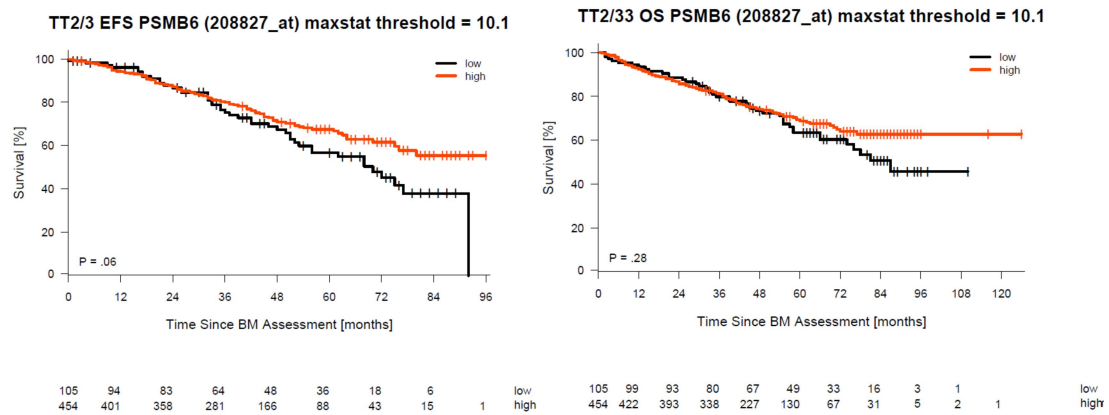 TT2/3 EFS PSMB6 (208827_at) maxstat threshold = 10.1
100
80
60
40
20
0
Survival [%]
low
high
P = .06
0 12 24 36 48 60 72 84 96
Time Since BM Assessment [months]
105 94 83 64 48 36 18 6 low
454 401 358 281 166 88 43 15 1 high
TT2/33 OS PSMB6 (208827_at) maxstat threshold = 10.1
100
80
60
40
20
0
Survival [%]
low
high
P = .28
0 12 24 36 48 60 72 84 96 108 120
Time Since BM Assessment [months]
105 99 93 80 67 49 33 16 3 1 low
454 422 393 338 227 130 67 31 5 2 1 high